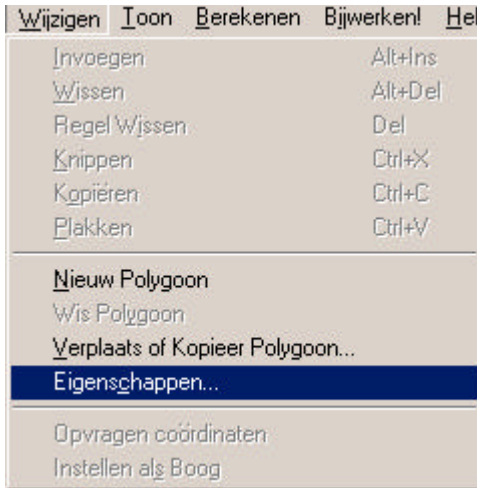 Wijzigen Toon Berekenen Bijwerken! Hel
Invoegen Alt+Ins
Wissen Alt+Del
Regel Wissen Del
Knippen Ctrl+X
Kopiëren Ctrl+C
Plakken Ctrl+V
Nieuw Polygoon
Wis Polygoon
Verplaats of Kopieer Polygoon...
Eigenschappen...
Opvragen coördinaten
Instellen als Boog